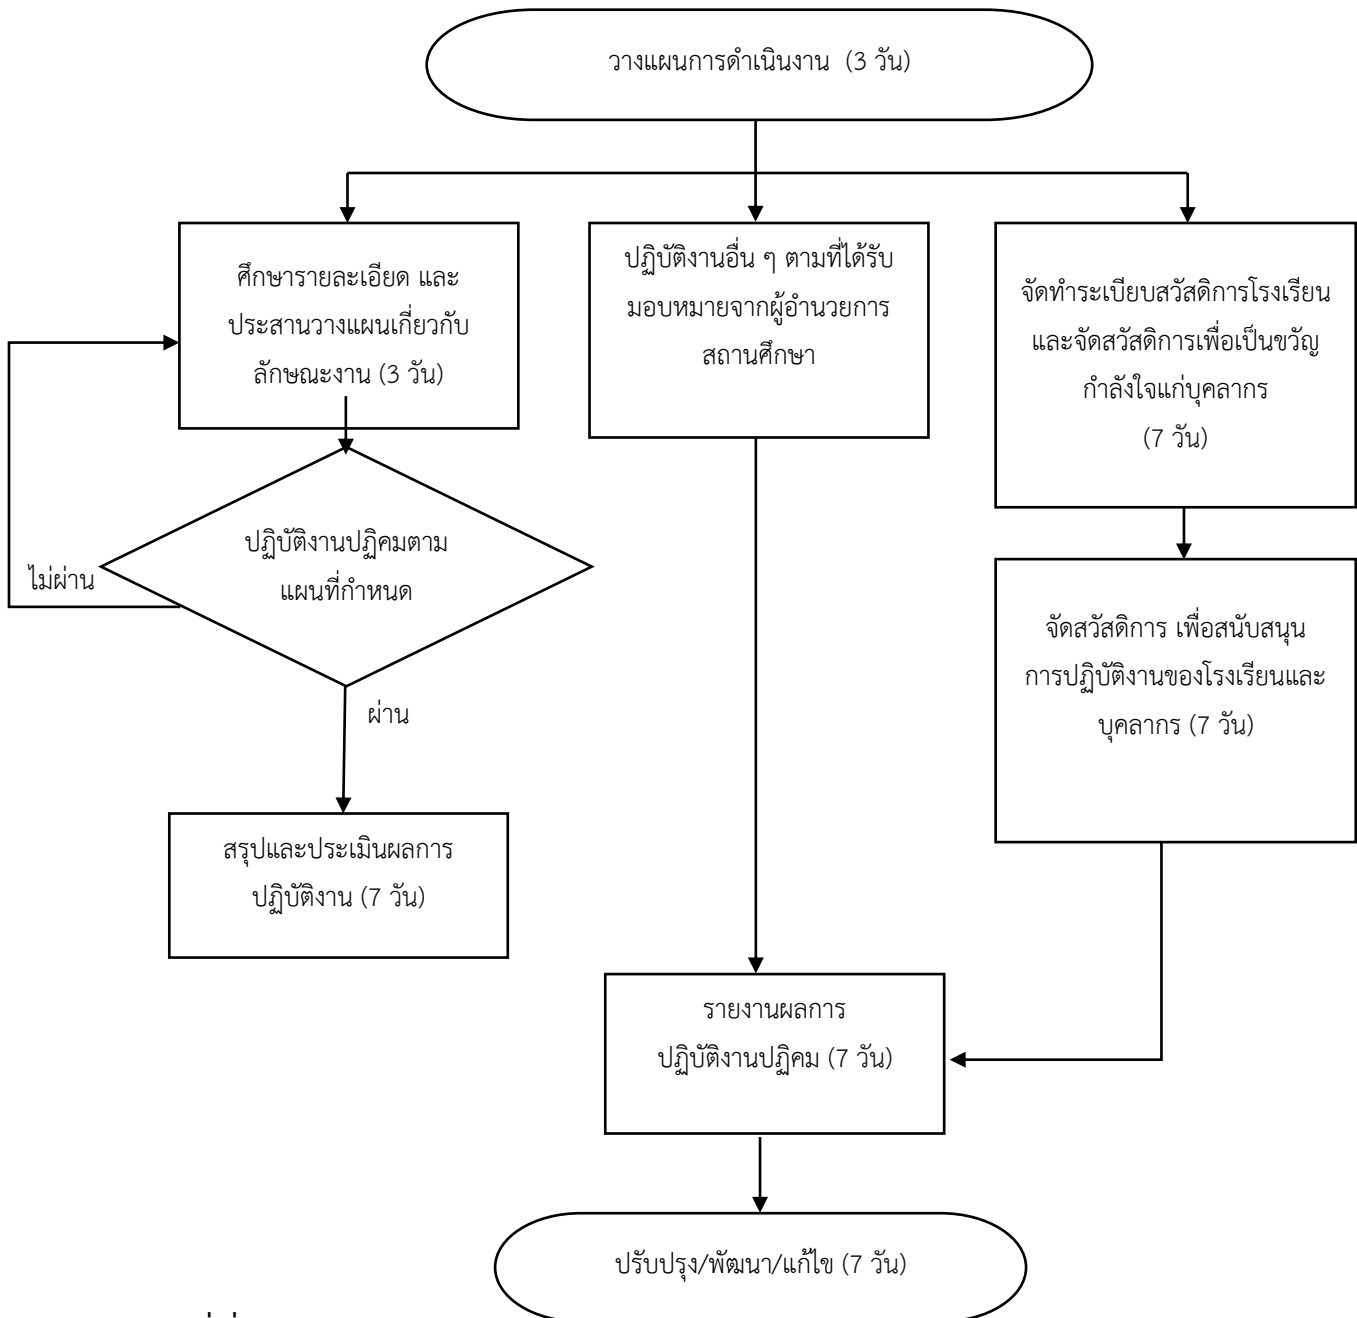 วางแผนการดำเนินงาน (3 วัน)
ศึกษารายละเอียด และ
ประสานวางแผนเกี่ยวกับ
ลักษณะงาน (3 วัน)
ปฏิบัติงานอื่น ๆ ตามที่ได้รับ
มอบหมายจากผู้อำนวยการ
สถานศึกษา
จัดทำระเบียบสวัสดิการโรงเรียน
และจัดสวัสดิการเพื่อเป็นขวัญ
กำลังใจแก่บุคลากร
(7 วัน)
ปฏิบัติงานปฏิคมตาม
แผนที่กำหนด
ไม่ผ่าน
ผ่าน
จัดสวัสดิการ เพื่อสนับสนุน
การปฏิบัติงานของโรงเรียนและ
บุคลากร (7 วัน)
สรุปและประเมินผลการ
ปฏิบัติงาน (7 วัน)
รายงานผลการ
ปฏิบัติงานปฏิคม (7 วัน)
ปรับปรุง/พัฒนา/แก้ไข (7 วัน)